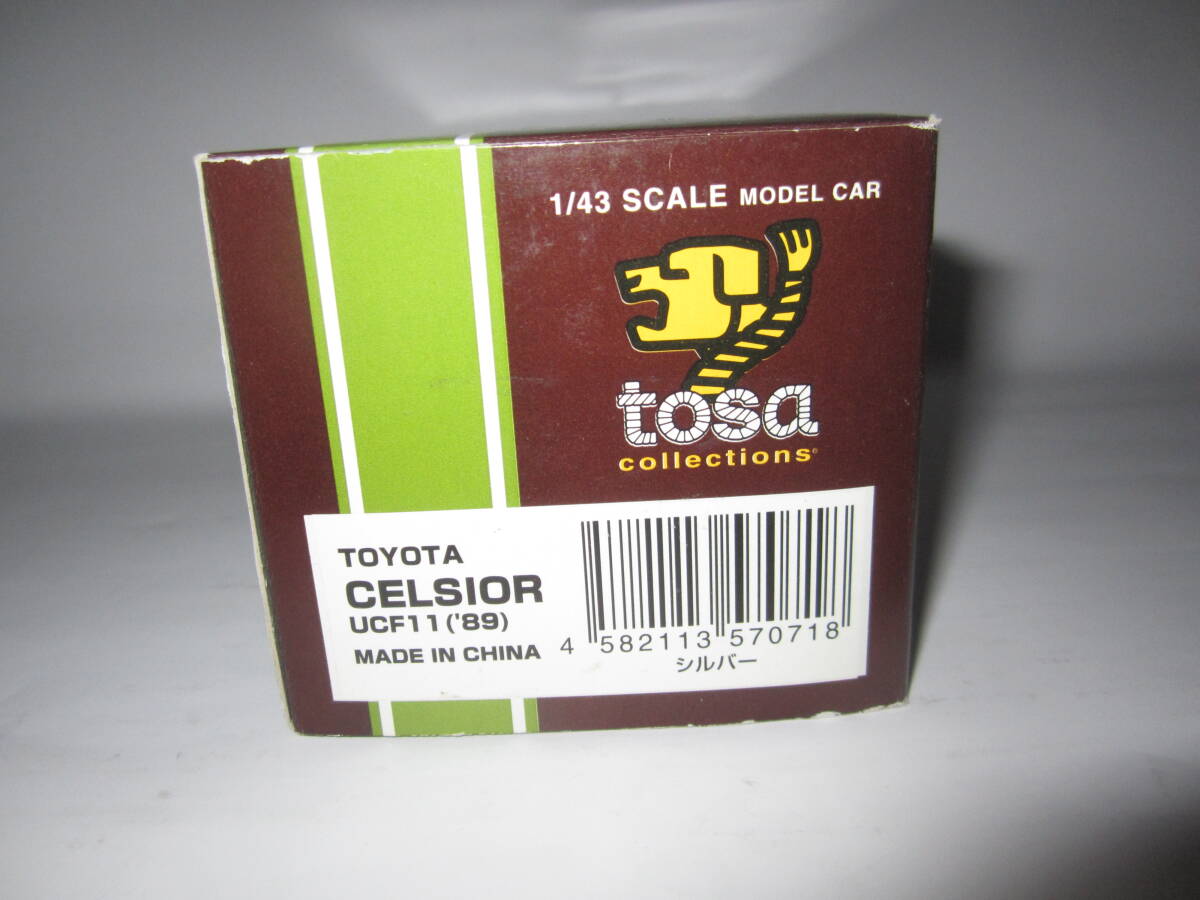 1/43 SCALE MODEL CAR
tosa
collections®
TOYOTA
CELSIOR
UCF11('89)
MADE IN CHINA
4 582113 570718
シルバー